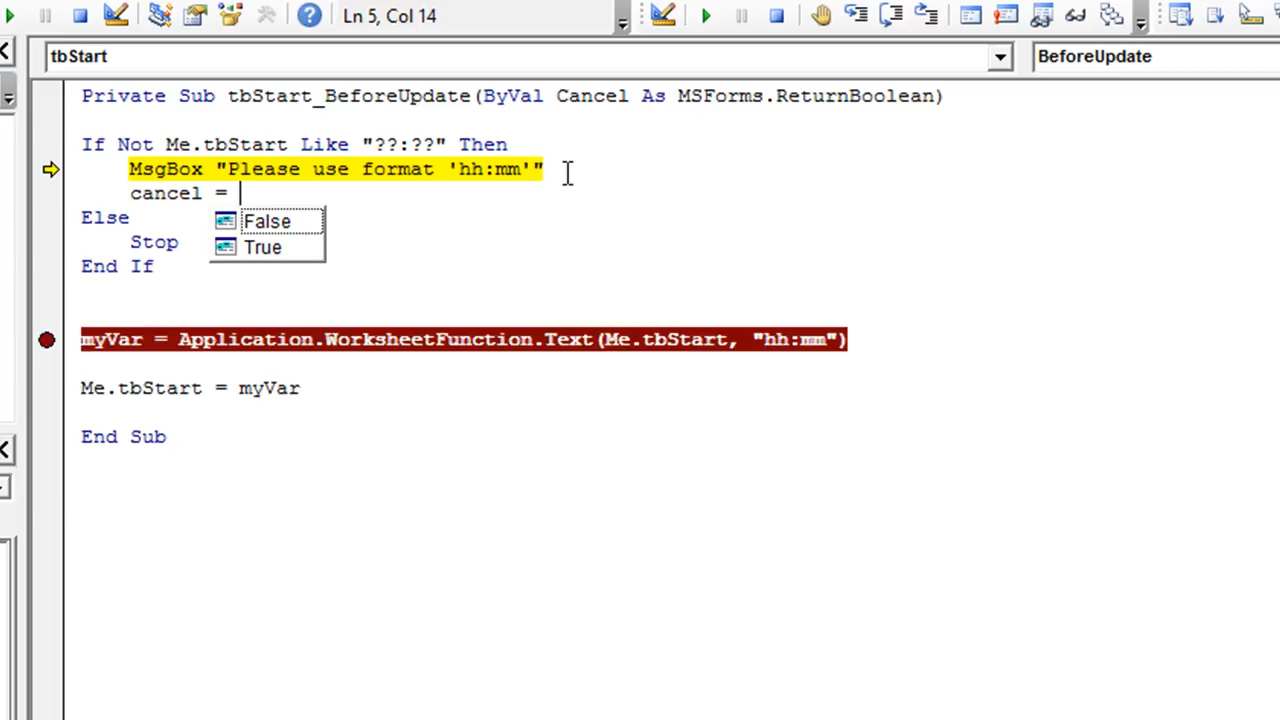 Ln 5, Col 14
tbStart
BeforeUpdate
Private Sub tbStart_BeforeUpdate(ByVal Cancel As MSForms.ReturnBoolean)
If Not Me.tbStart Like "??:??" Then
MsgBox "Please use format 'hh:mm'"
cancel =
False
True
Else
Stop
End If
myVar = Application.WorksheetFunction.Text(Me.tbStart, "hh:mm")
Me.tbStart = myVar
End Sub